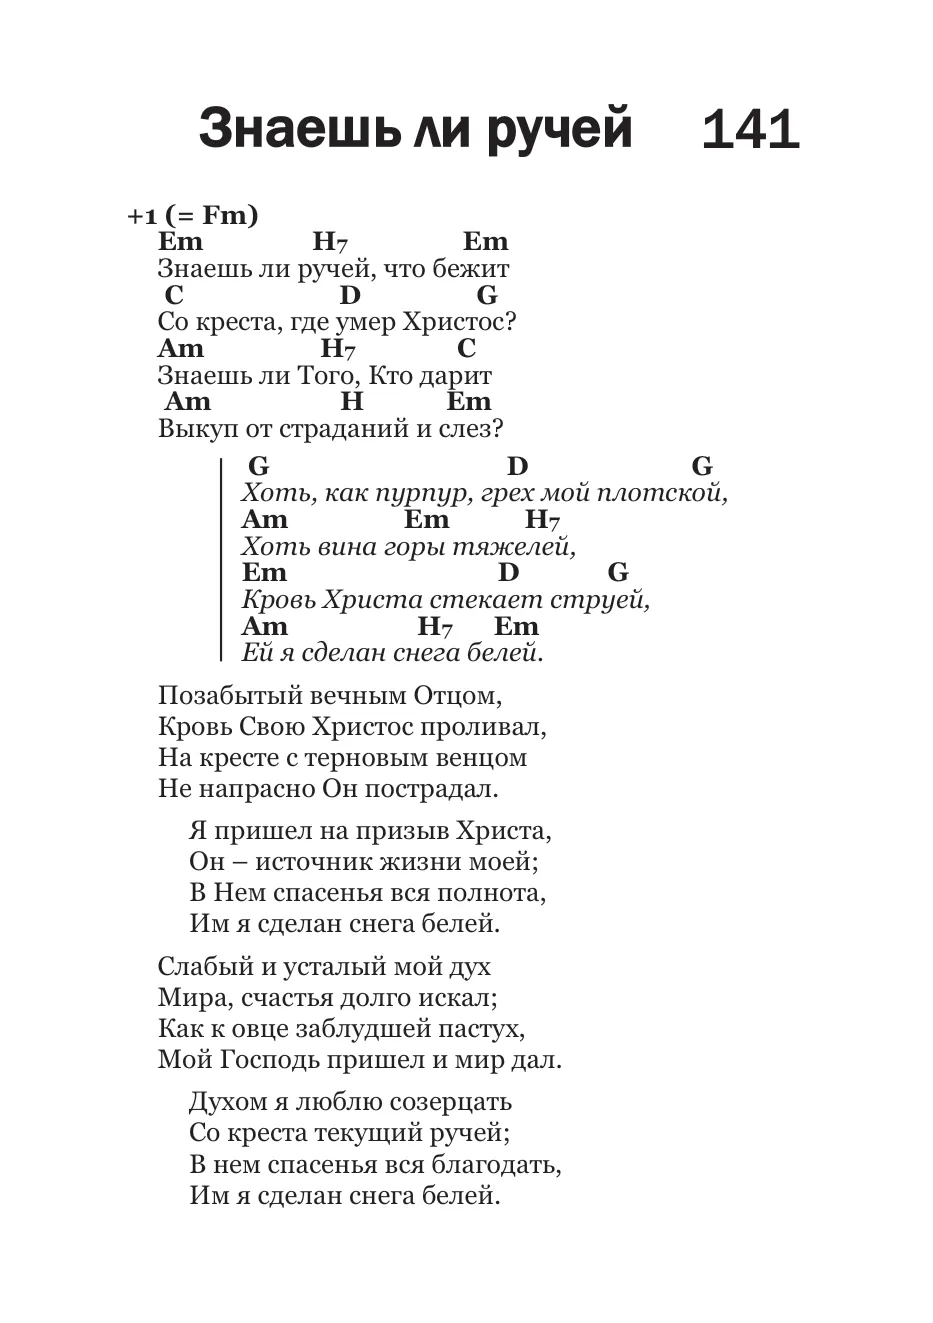 Знаешь ли ручей 141
+1 (= Fm)
Em H7 Em
Знаешь ли ручей, что бежит
C D G
Со креста, где умер Христос?
Am H7 C
Знаешь ли Того, Кто дарит
Am H Em
Выкуп от страданий и слез?
G D G
Хоть, как пурпур, грех мой плотской,
Am Em H7
Хоть вина горы тяжелей,
Em D G
Кровь Христа стекает струей,
Am H7 Em
Ей я сделан снега белей.
Позабытый вечным Отцом,
Кровь Свою Христос проливал,
На кресте с терновым венцом
Не напрасно Он пострадал.
Я пришел на призыв Христа,
Он – источник жизни моей;
В Нем спасенья вся полнота,
Им я сделан снега белей.
Слабый и усталый мой дух
Мира, счастья долго искал;
Как к овце заблудшей пастух,
Мой Господь пришел и мир дал.
Духом я люблю созерцать
Со креста текущий ручей;
В нем спасенья вся благодать,
Им я сделан снега белей.